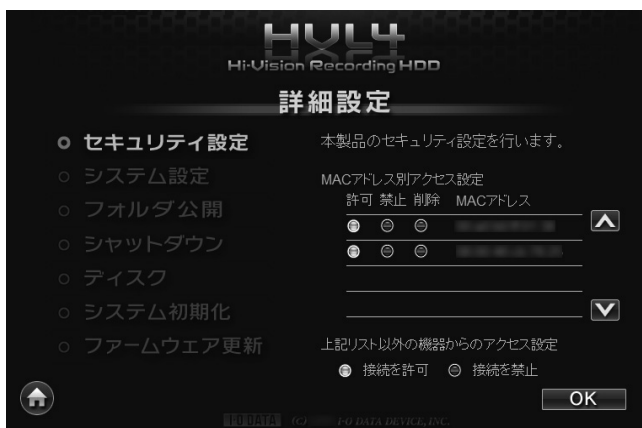 HVL4
Hi-Vision Recording HDD
詳細設定
セキュリティ設定
システム設定
フォルダ公開
シャットダウン
ディスク
システム初期化
ファームウェア更新
本製品のセキュリティ設定を行います。
MACアドレス別アクセス設定
許可 禁止 削除 MACアドレス
上記リスト以外の機器からのアクセス設定
接続を許可 接続を禁止
OK
I-O DATA (C) I-O DATA DEVICE, INC.